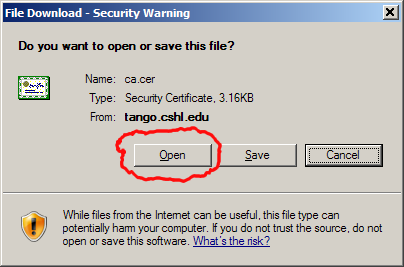 File Download - Security Warning
Do you want to open or save this file?
Name: ca.cer
Type: Security Certificate, 3.16KB
From: tango.cshl.edu
Open Save Cancel
While files from the Internet can be useful, this file type can
potentially harm your computer. If you do not trust the source, do not
open or save this software. What's the risk?